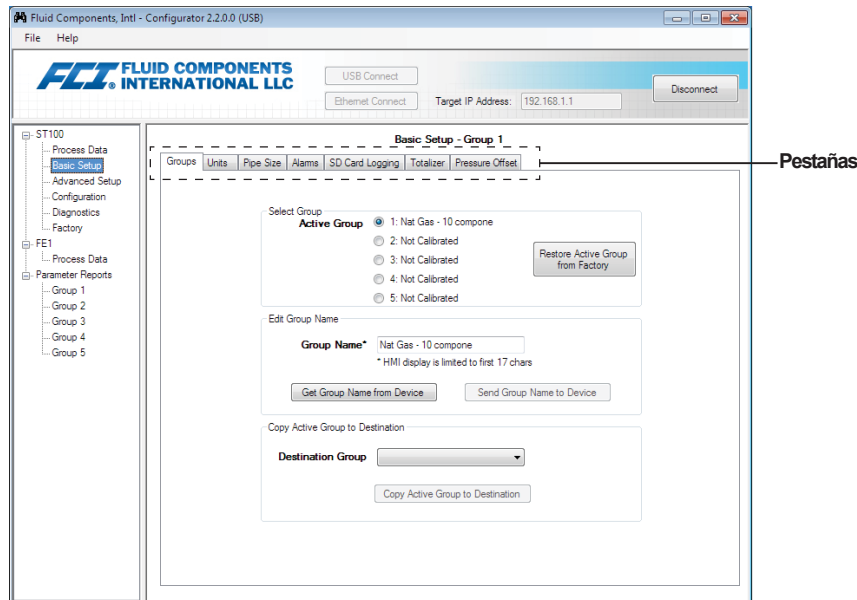 Fluid Components, Intl - Configurator 2.2.0.0 (USB)
File Help
FCI® FLUID COMPONENTS
INTERNATIONAL LLC
USB Connect
Ethernet Connect
Target IP Address: 192.168.1.1
Disconnect
ST100
Process Data
Basic Setup
Advanced Setup
Configuration
Diagnostics
Factory
FE1
Process Data
Parameter Reports
Group 1
Group 2
Group 3
Group 4
Group 5
Basic Setup - Group 1
Groups Units Pipe Size Alarms SD Card Logging Totalizer Pressure Offset
Pestañas
Select Group
Active Group 1: Nat Gas - 10 compone
2: Not Calibrated
3: Not Calibrated
4: Not Calibrated
5: Not Calibrated
Restore Active Group
from Factory
Edit Group Name
Group Name* Nat Gas - 10 compone
* HMI display is limited to first 17 chars
Get Group Name from Device Send Group Name to Device
Copy Active Group to Destination
Destination Group
Copy Active Group to Destination